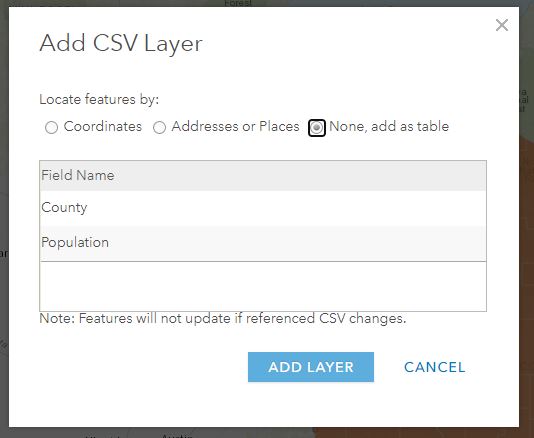 Forest
Add CSV Layer
Locate features by:
Coordinates Addresses or Places None, add as table
Field Name
County
Population
Note: Features will not update if referenced CSV changes.
ADD LAYER CANCEL
Austin